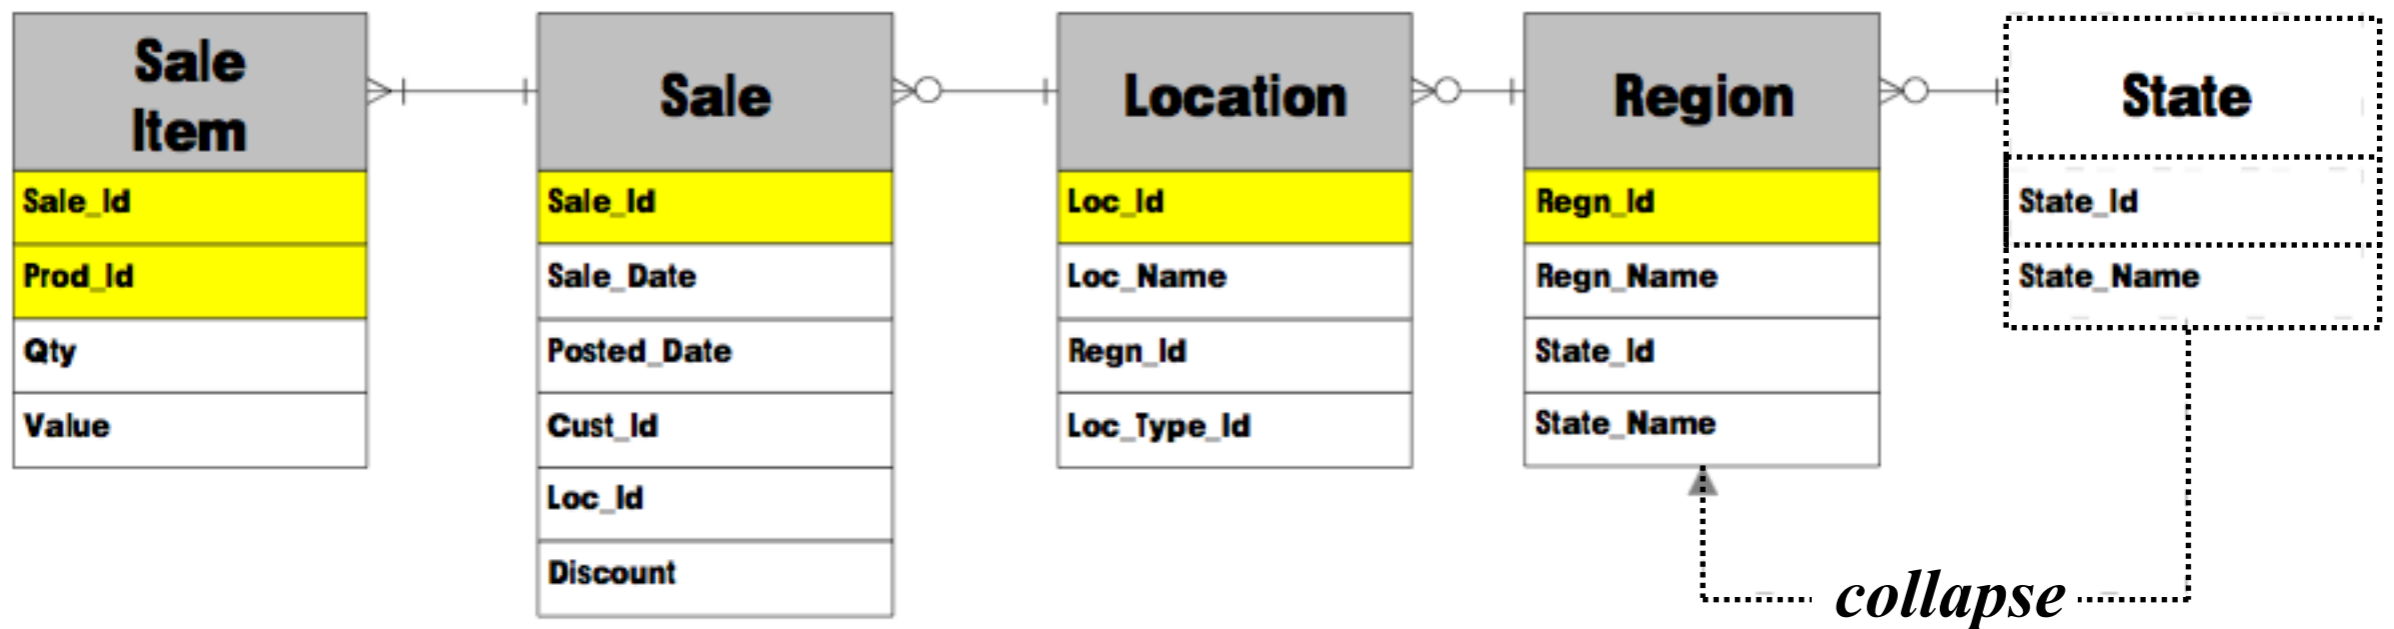 Sale
Item
Sale_Id
Prod_Id
Qty
Value
Sale
Sale_Id
Sale_Date
Posted_Date
Cust_Id
Loc_Id
Discount
Location
Loc_Id
Loc_Name
Regn_Id
Loc_Type_Id
Region
Regn_Id
Regn_Name
State_Id
State_Name
State
State_Id
State_Name
collapse